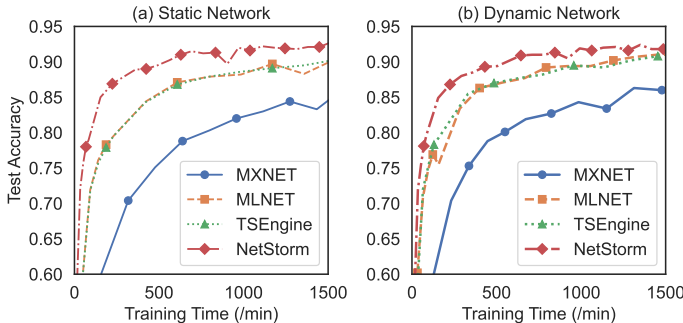 (a) Static Network
(b) Dynamic Network
Test Accuracy
0.95
0.90
0.85
0.80
0.75
0.70
0.65
0.60
MXNET
MLNET
TSEngine
NetStorm
0
500
1000
1500
Training Time (/min)
0.95
0.90
0.85
0.80
0.75
0.70
0.65
0.60
MXNET
MLNET
TSEngine
NetStorm
0
500
1000
1500
Training Time (/min)